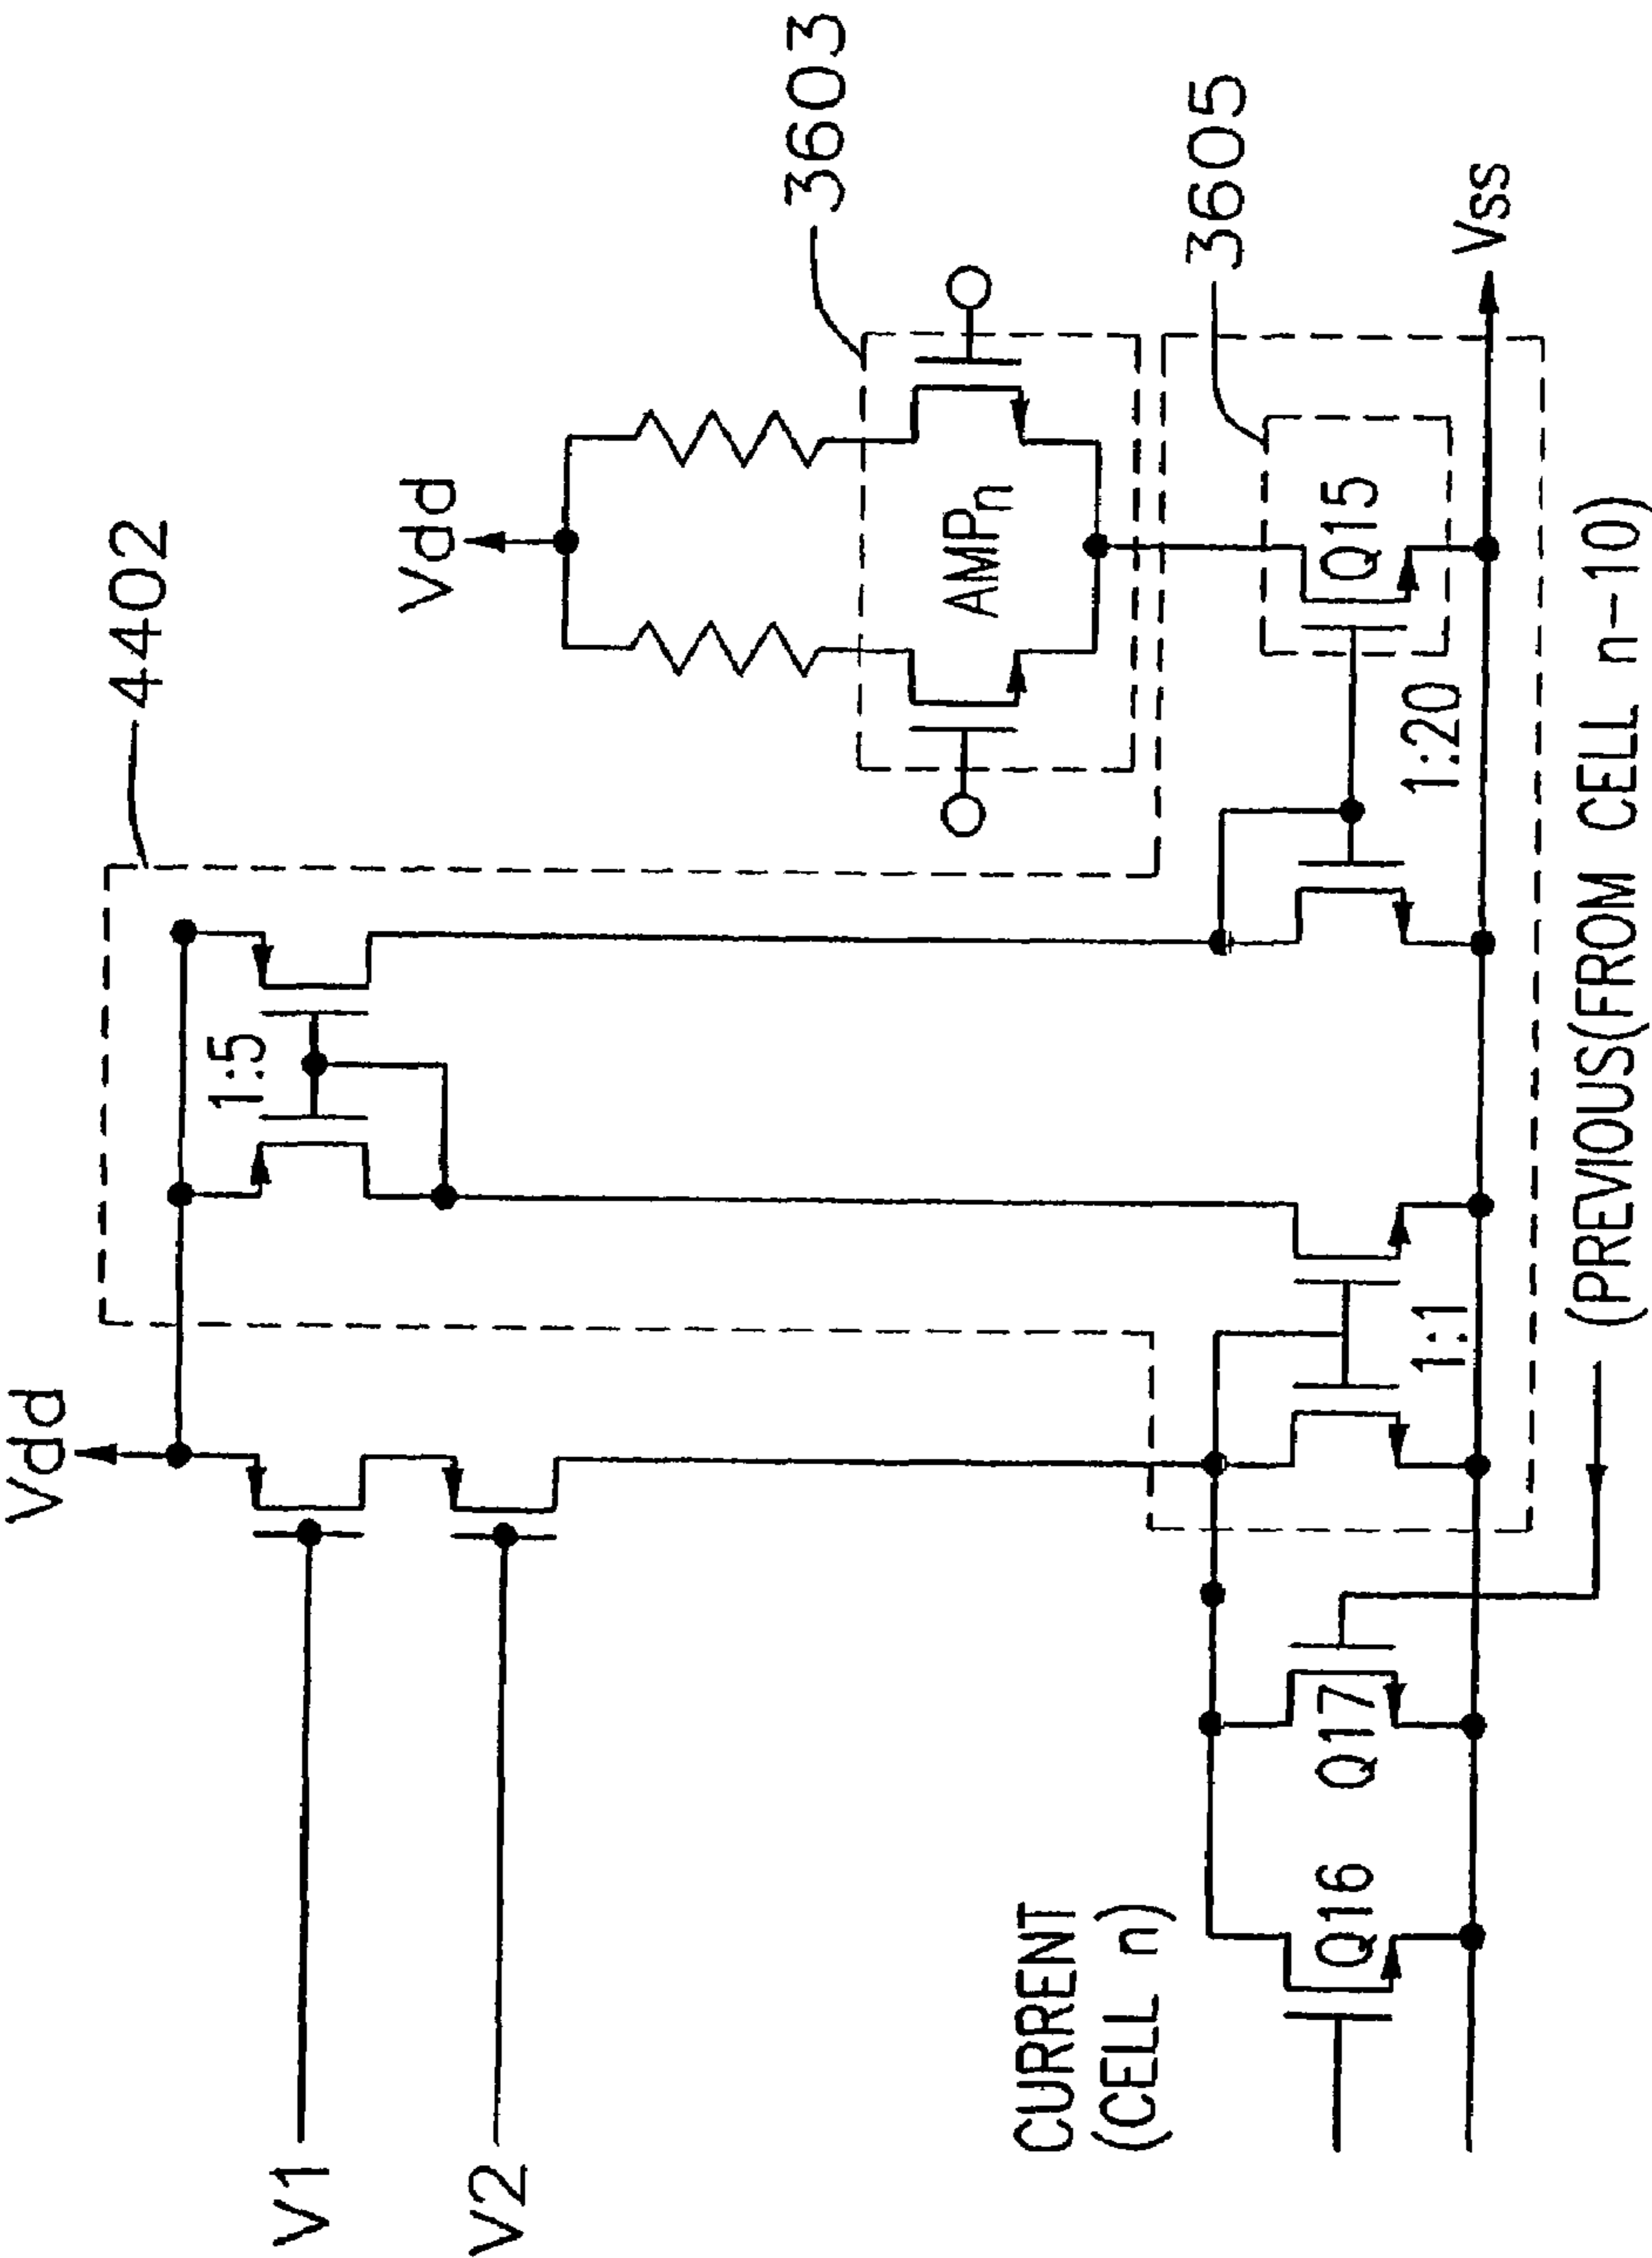 Vdd
4402
1:5
Vdd
3603
V1
V2
AMPn
CURRENT
(CELL n)
3605
Q16
Q17
Q15
1:1
1:20
Vss
(PREVIOUS(FROM CELL n-10)